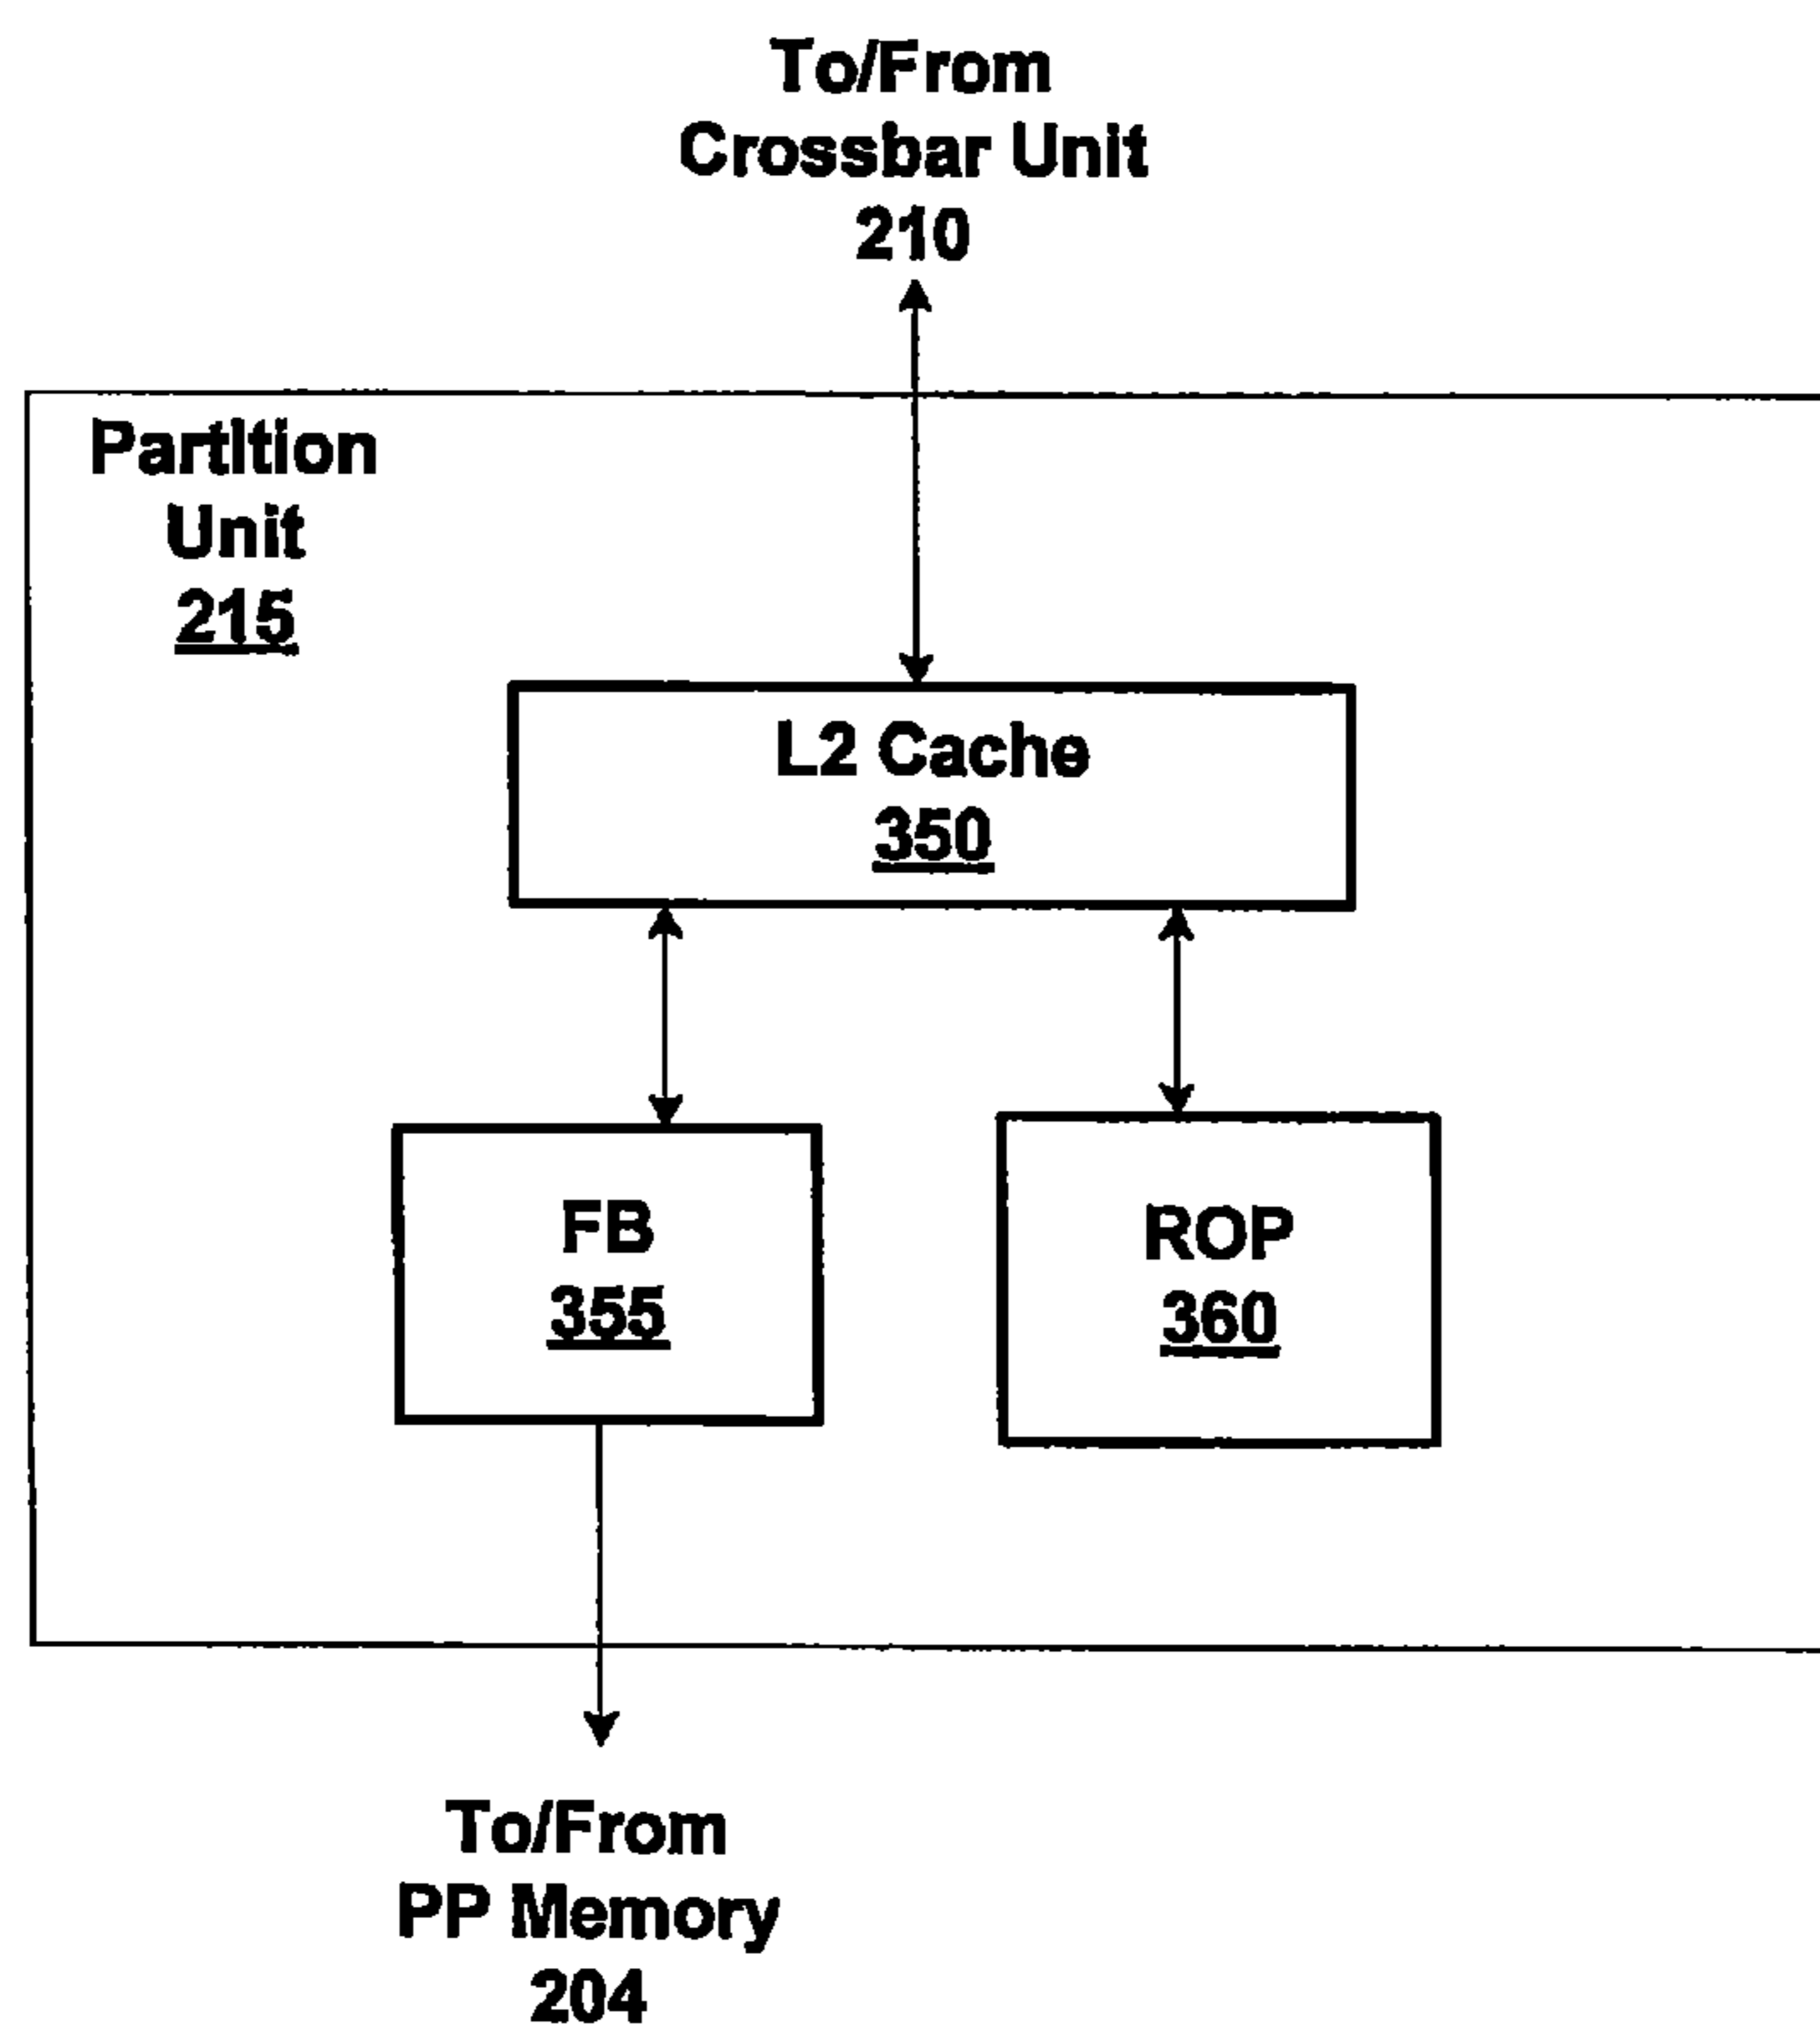 To/From
Crossbar Unit
210
Partition
Unit
215
L2 Cache
350
FB
355
ROP
360
To/From
PP Memory
204